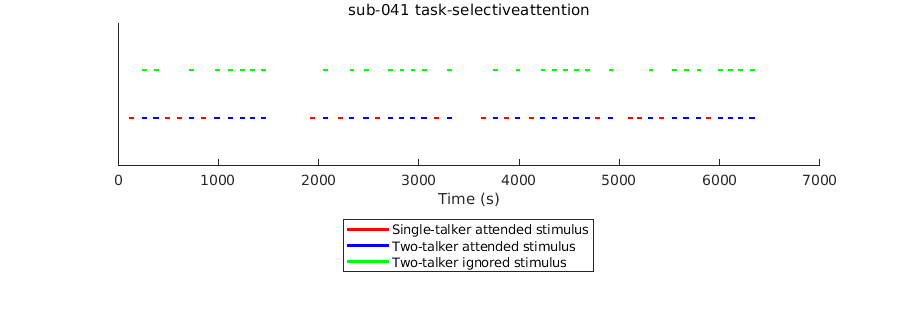 sub-041 task-selectiveattention
0 1000 2000 3000 4000 5000 6000 7000
Time (s)
Single-talker attended stimulus
Two-talker attended stimulus
Two-talker ignored stimulus